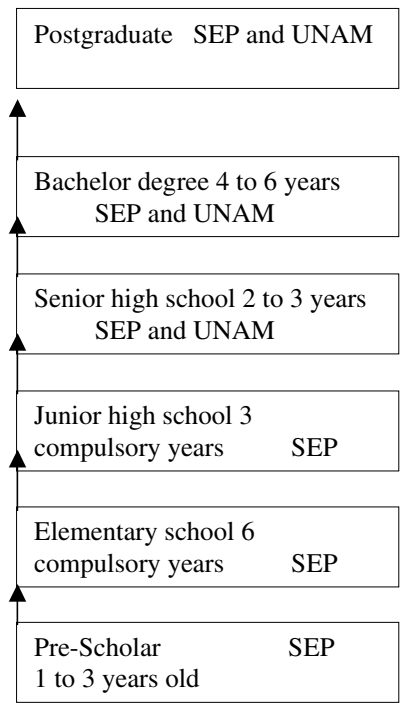 Postgraduate SEP and UNAM
Bachelor degree 4 to 6 years
SEP and UNAM
Senior high school 2 to 3 years
SEP and UNAM
Junior high school 3
compulsory years SEP
Elementary school 6
compulsory years SEP
Pre-Scholar SEP
1 to 3 years old